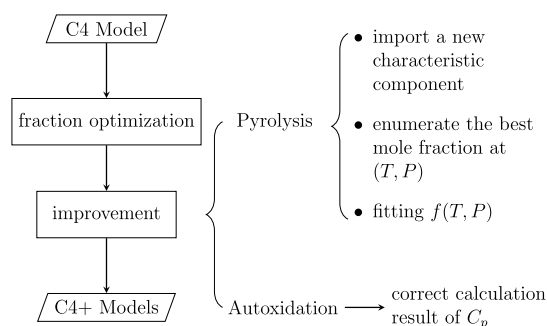 C4 Model
fraction optimization
improvement
C4+ Models
Pyrolysis
• import a new
characteristic
component
• enumerate the best
mole fraction at
(T, P)
• fitting f(T, P)
Autoxidation
correct calculation
result of C_p